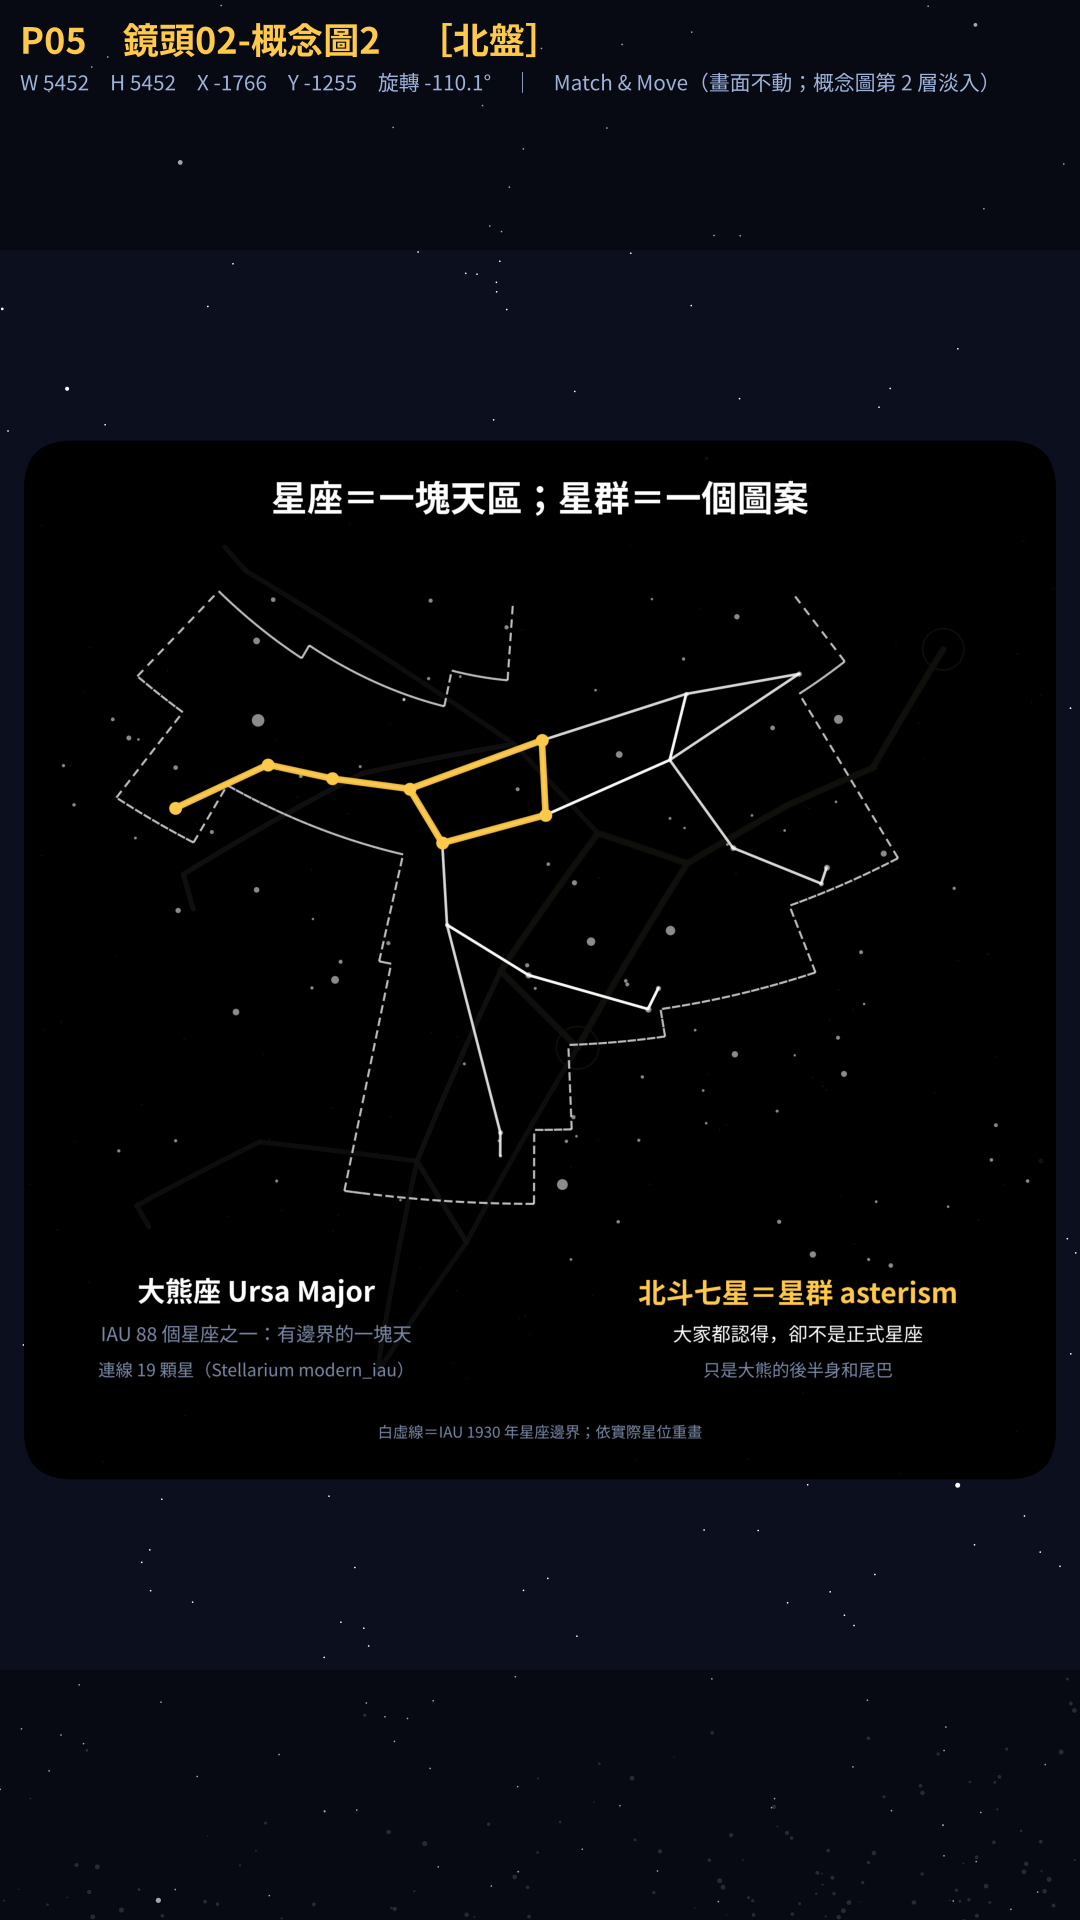 P05 鏡頭02-概念圖2 [北盤]
W 5452 H 5452 X -1766 Y -1255 旋轉 -110.1° ｜ Match & Move（畫面不動；概念圖第 2 層淡入）
星座＝一塊天區；星群＝一個圖案
大熊座 Ursa Major
IAU 88 個星座之一：有邊界的一塊天
連線 19 顆星（Stellarium modern_iau）
北斗七星＝星群 asterism
大家都認得，卻不是正式星座
只是大熊的後半身和尾巴
白虛線＝IAU 1930 年星座邊界；依實際星位重畫